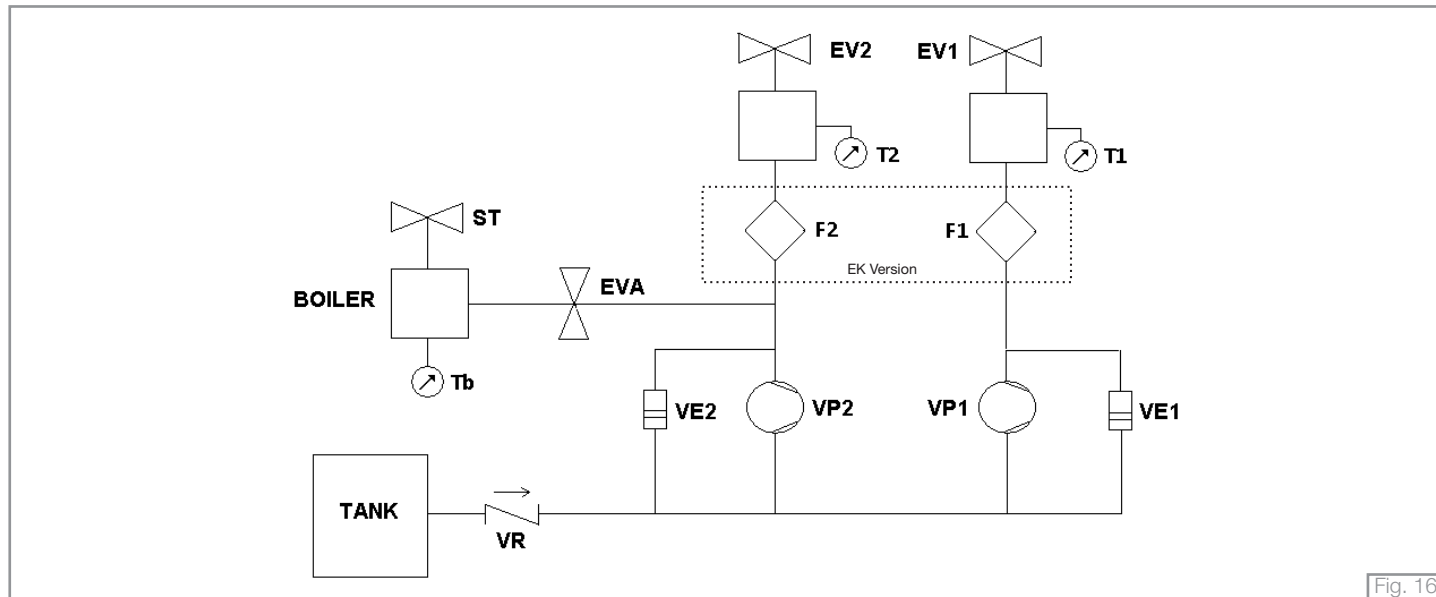 EV2
EV1
T2
T1
ST
F2
F1
EK Version
BOILER
EVA
Tb
VE2
VP2
VP1
VE1
TANK
VR
Fig. 16